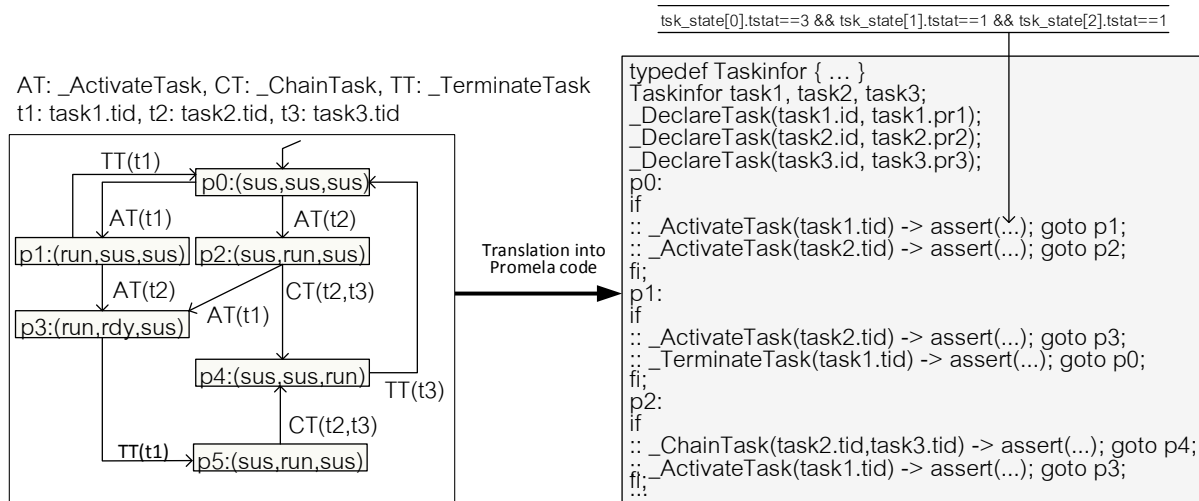 tsk_state[0].tstat==3 && tsk_state[1].tstat==1 && tsk_state[2].tstat==1
AT: _ActivateTask, CT: _ChainTask, TT: _TerminateTask
t1: task1.tid, t2: task2.tid, t3: task3.tid
TT(t1)
p0:(sus,sus,sus)
AT(t1)
AT(t2)
p1:(run,sus,sus)
p2:(sus,run,sus)
AT(t2)
CT(t2,t3)
AT(t1)
p3:(run,rdy,sus)
p4:(sus,sus,run)
TT(t3)
CT(t2,t3)
TT(t1)
p5:(sus,run,sus)
Translation into
Promela code
typedef Taskinfor { ... }
Taskinfor task1, task2, task3;
_DeclareTask(task1.id, task1.pr1);
_DeclareTask(task2.id, task2.pr2);
_DeclareTask(task3.id, task3.pr3);
p0:
if
:: _ActivateTask(task1.tid) -> assert(...); goto p1;
:: _ActivateTask(task2.tid) -> assert(...); goto p2;
fi;
p1:
if
:: _ActivateTask(task2.tid) -> assert(...); goto p3;
:: _TerminateTask(task1.tid) -> assert(...); goto p0;
fi;
p2:
if
:: _ChainTask(task2.tid,task3.tid) -> assert(...); goto p4;
:: _ActivateTask(task1.tid) -> assert(...); goto p3;
fi;
...